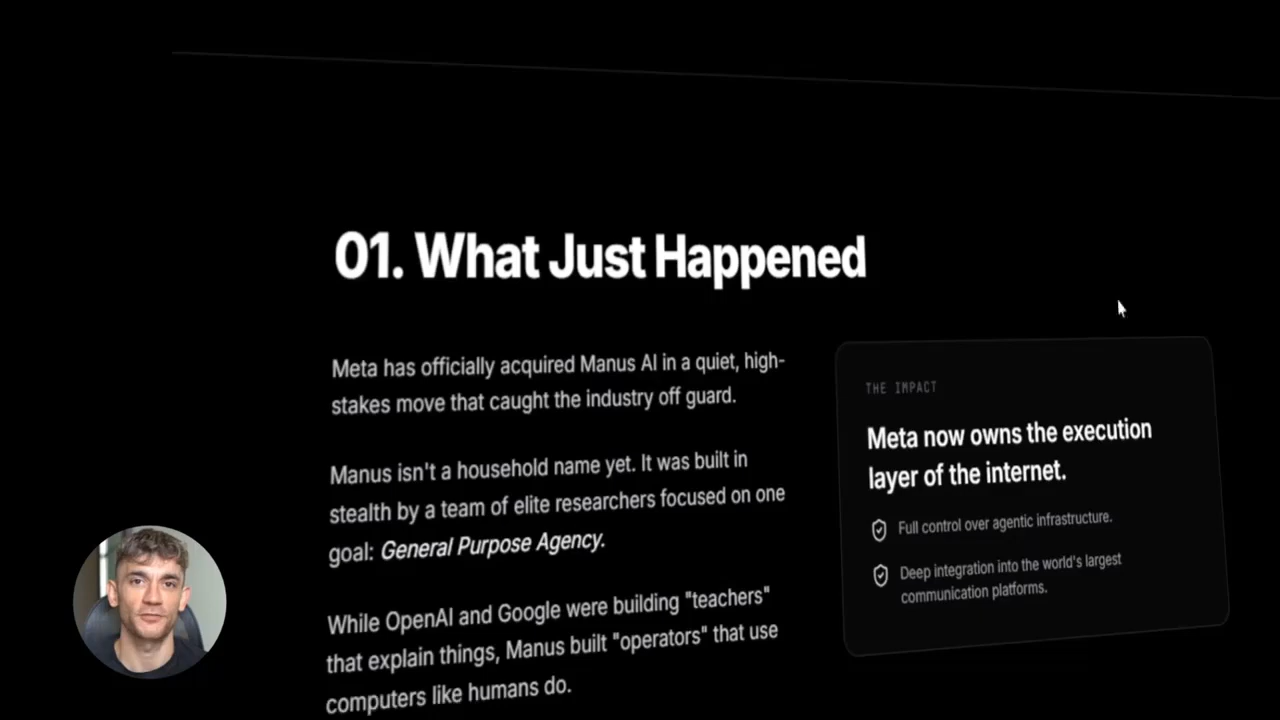 01. What Just Happened
Meta has officially acquired Manus AI in a quiet, high-
stakes move that caught the industry off guard.
Manus isn't a household name yet. It was built in
stealth by a team of elite researchers focused on one
goal: General Purpose Agency.
While OpenAI and Google were building "teachers"
that explain things, Manus built "operators" that use
computers like humans do.
THE IMPACT
Meta now owns the execution
layer of the internet.
Full control over agentic infrastructure.
Deep integration into the world's largest
communication platforms.